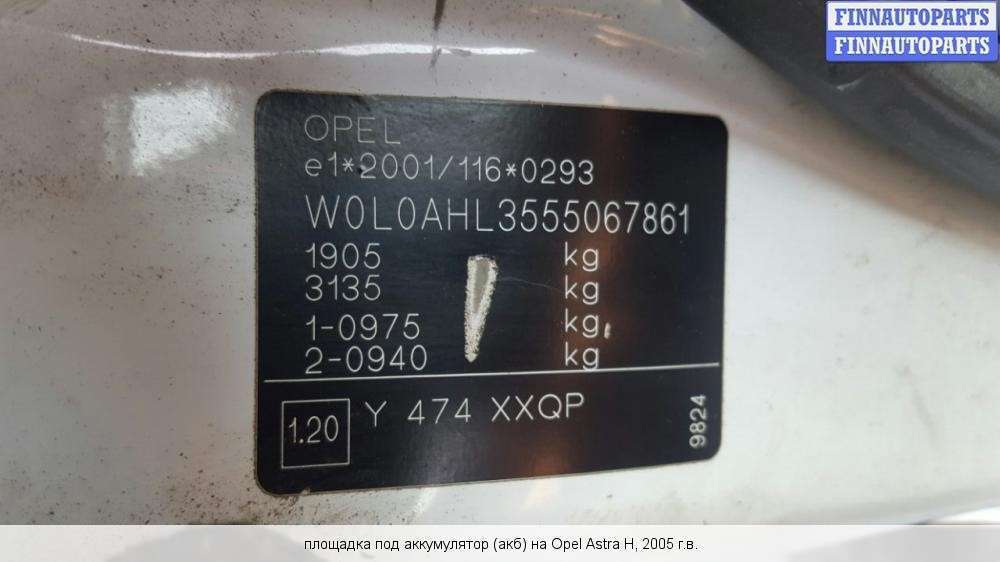 FINNAUTOPARTS
FINNAUTOPARTS
OPEL
e1*2001/116*0293
W0L0AHL3555067861
1905 kg
3135 kg
1-0975 kg
2-0940 kg
1.20 Y 474 XXQP
9824
площадка под аккумулятор (акб) на Opel Astra H, 2005 г.в.